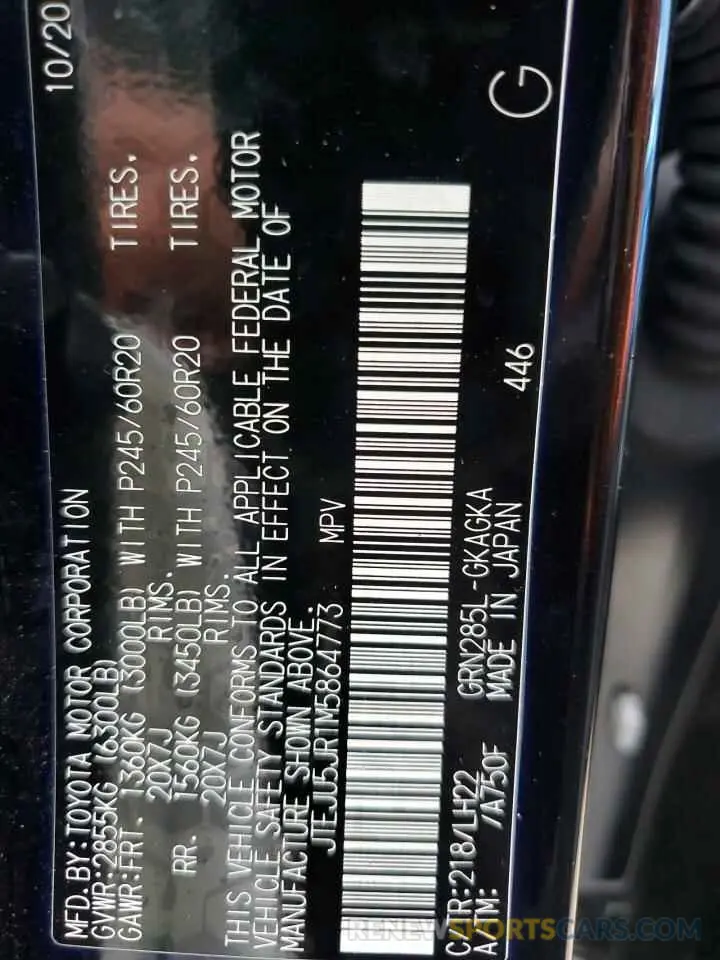 MFD.BY:TOYOTA MOTOR CORPORATION 10/20
GVWR:2855KG (6300LB)
GAWR:FRT. 1360KG (3000LB) WITH P245/60R20 TIRES,
20X7J RIMS.
RR. 1560KG (3450LB) WITH P245/60R20 TIRES,
20X7J RIMS.
THIS VEHICLE CONFORMS TO ALL APPLICABLE FEDERAL MOTOR
VEHICLE SAFETY STANDARDS IN EFFECT ON THE DATE OF
MANUFACTURE SHOWN ABOVE.
JTEJU5JR1M5864773 MPV
C/TR:218/LH22 GRN285L-GKAGKA
A/TM: /A750F MADE IN JAPAN
446
G
RENEWSPORTSCARS.COM